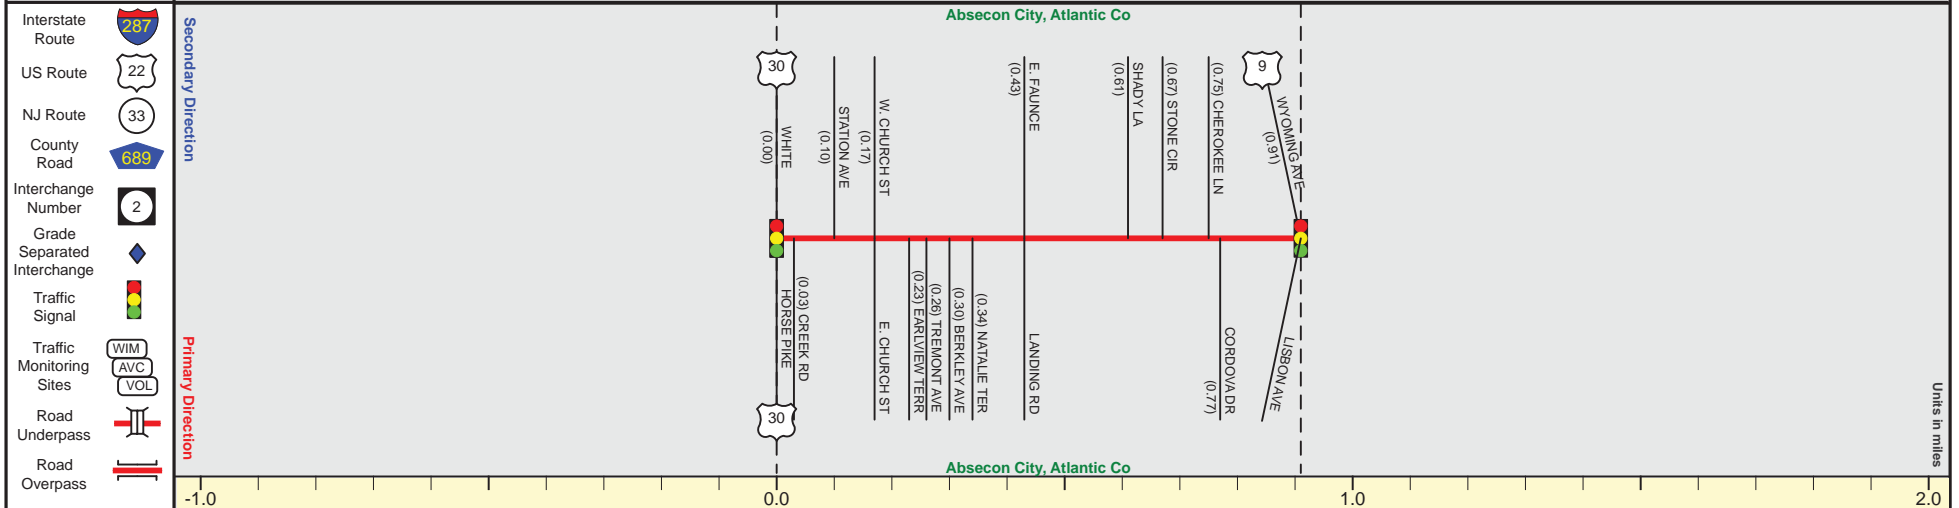 Interstate
Route
287
US Route
22
NJ Route
33
County
Road
689
Interchange
Number
2
Grade
Separated
Interchange
Traffic
Signal
Traffic
Monitoring
Sites
WIM
AVC
VOL
Road
Underpass
Road
Overpass
Secondary Direction
Primary Direction
Absecon City, Atlantic Co
30
WHITE
(0.00)
STATION AVE
(0.10)
W. CHURCH ST
(0.17)
E. FAUNCE
(0.43)
SHADY LA
(0.61)
(0.67) STONE CIR
(0.75) CHEROKEE LN
9
WYOMING AVE
(0.91)
HORSE PIKE
30
(0.03) CREEK RD
E. CHURCH ST
(0.23) EARLVIEW TERR
(0.26) TREMONT AVE
(0.30) BERKLEY AVE
(0.34) NATALIE TER
LANDING RD
CORDOVA DR
(0.77)
LISBON AVE
Absecon City, Atlantic Co
Units in miles
-1.0
0.0
1.0
2.0